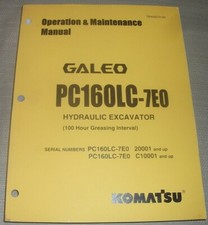 Operation & Maintenance
Manual
GALEO
PC160LC-7E0
HYDRAULIC EXCAVATOR
(100 Hour Greasing Interval)
SERIAL NUMBERS PC160LC-7E0 20001 and up
PC160LC-7E0 C10001 and up
KOMATSU